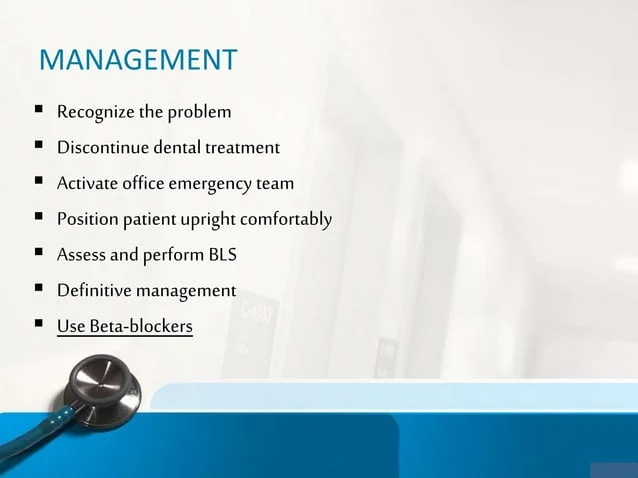 MANAGEMENT
▪ Recognize the problem
▪ Discontinue dental treatment
▪ Activate office emergency team
▪ Position patient upright comfortably
▪ Assess and perform BLS
▪ Definitive management
▪ Use Beta-blockers